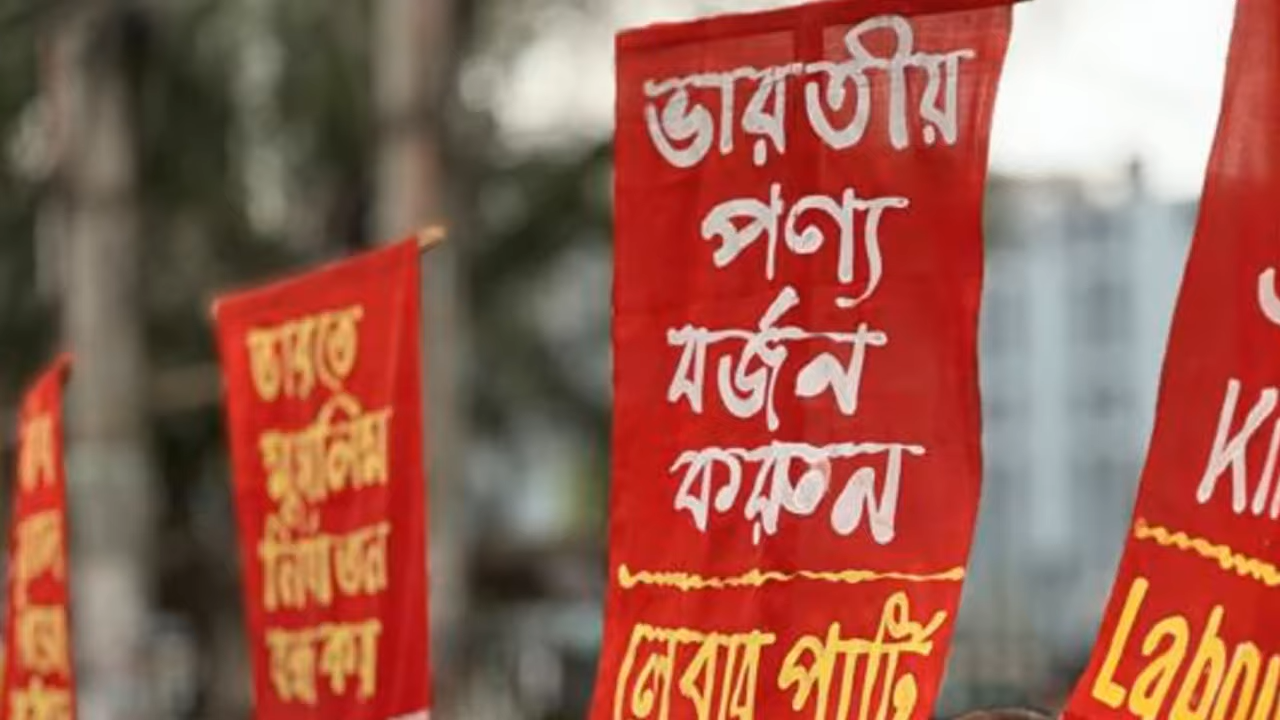 ভারতে
মুসলিম
নির্যাতন
বন্ধ কর
ভারতীয়
পণ্য
বর্জন
করুন
লেবার পার্টি